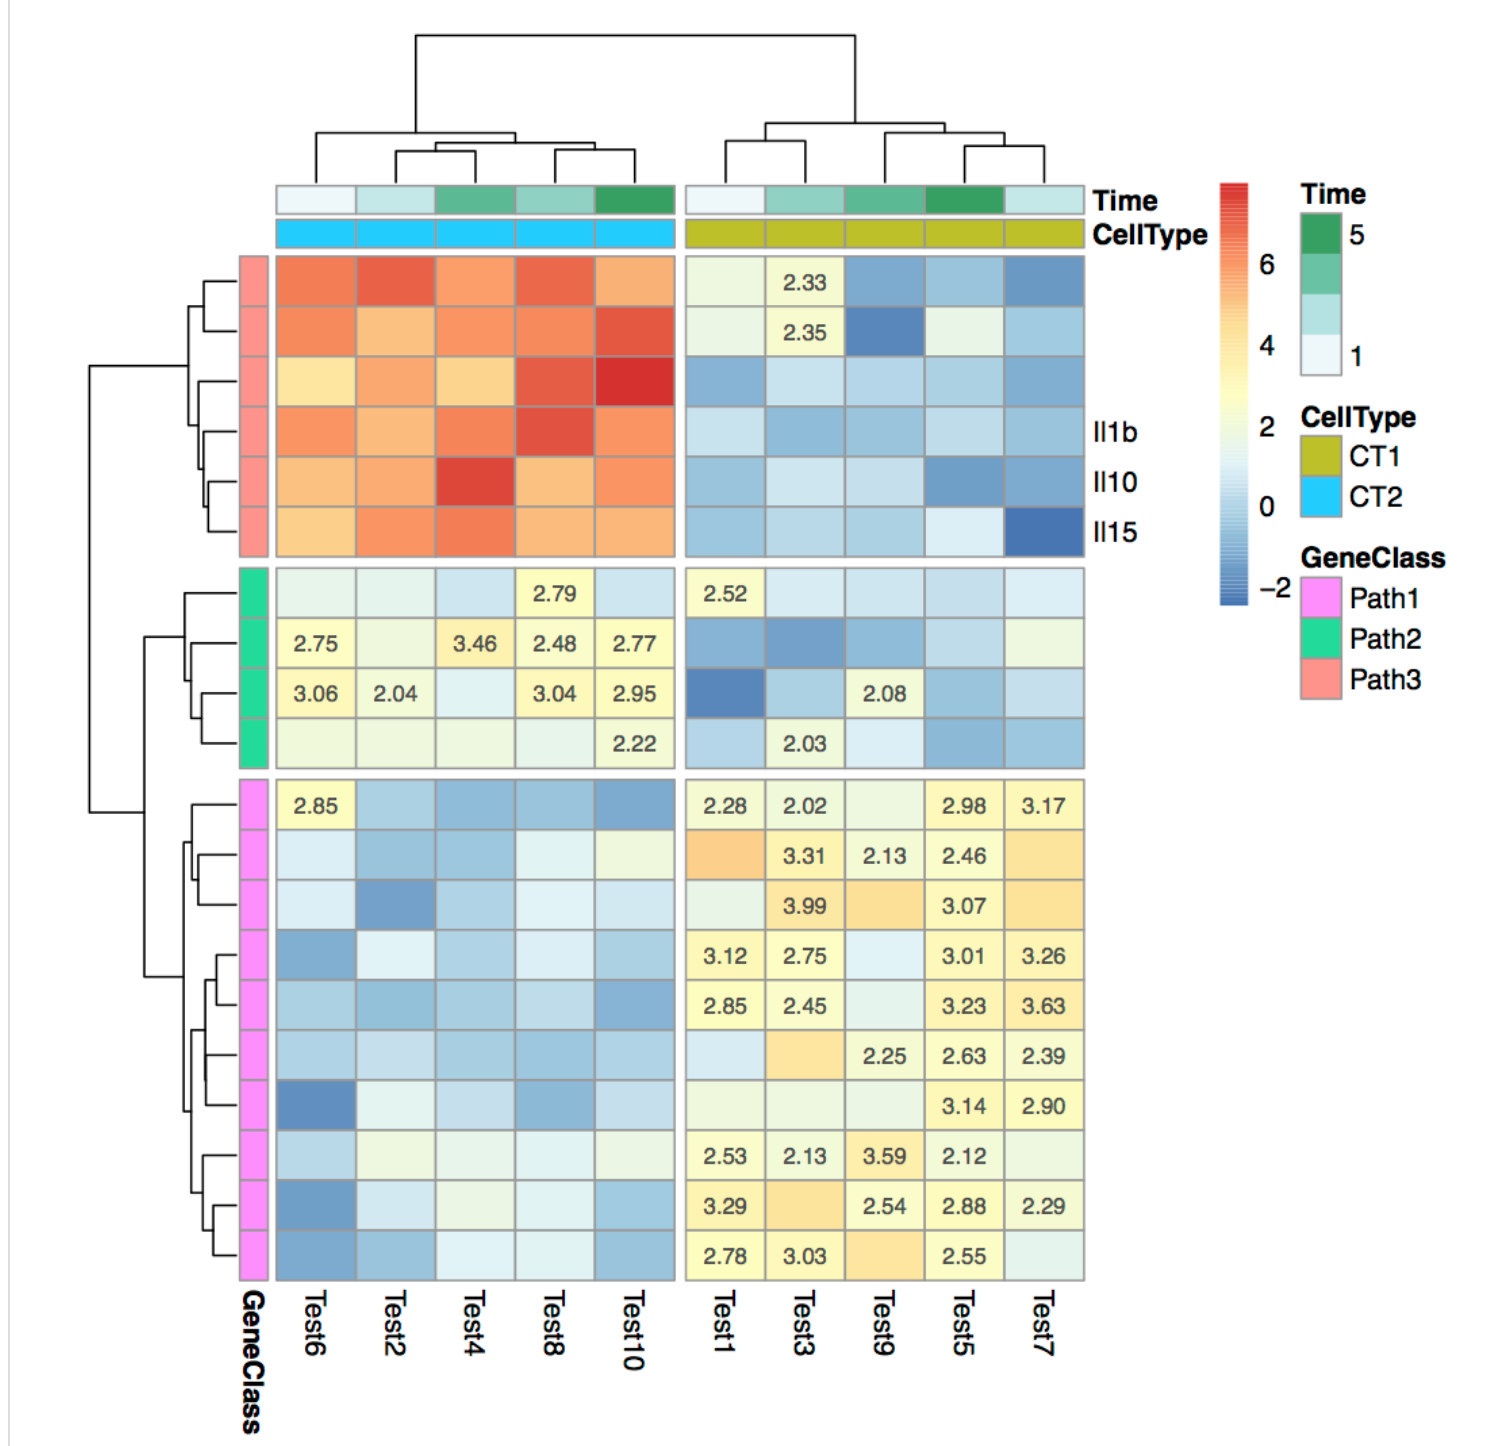 Time
CellType
2.33
2.35
Il1b
Il10
Il15
2.79 2.52
2.75 3.46 2.48 2.77
3.06 2.04 3.04 2.95 2.08
2.22 2.03
2.85 2.28 2.02 2.98 3.17
3.31 2.13 2.46
3.99 3.07
3.12 2.75 3.01 3.26
2.85 2.45 3.23 3.63
2.25 2.63 2.39
3.14 2.90
2.53 2.13 3.59 2.12
3.29 2.54 2.88 2.29
2.78 3.03 2.55
GeneClass
Test6
Test2
Test4
Test8
Test10
Test1
Test3
Test9
Test5
Test7
6
4
2
0
−2
Time
5
1
CellType
CT1
CT2
GeneClass
Path1
Path2
Path3